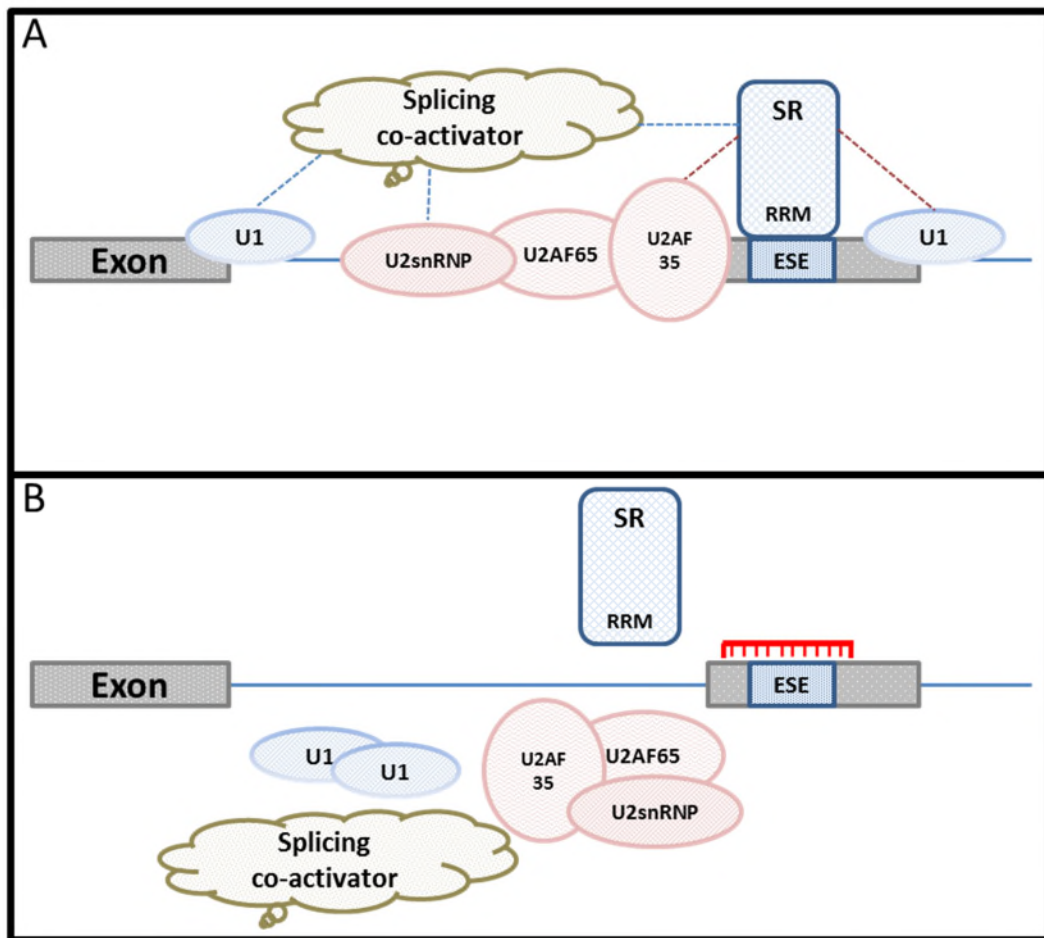 A
Splicing
co-activator
SR
RRM
U1
U2snRNP
U2AF65
U2AF
35
U1
Exon
ESE
B
SR
RRM
Exon
ESE
U1
U1
U2AF
35
U2AF65
U2snRNP
Splicing
co-activator